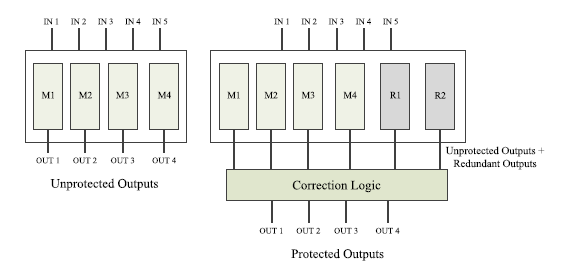 IN 1 IN 2 IN 3 IN 4 IN 5
M1 M2 M3 M4
OUT 1 OUT 2 OUT 3 OUT 4
Unprotected Outputs
IN 1 IN 2 IN 3 IN 4 IN 5
M1 M2 M3 M4 R1 R2
Unprotected Outputs +
Redundant Outputs
Correction Logic
OUT 1 OUT 2 OUT 3 OUT 4
Protected Outputs